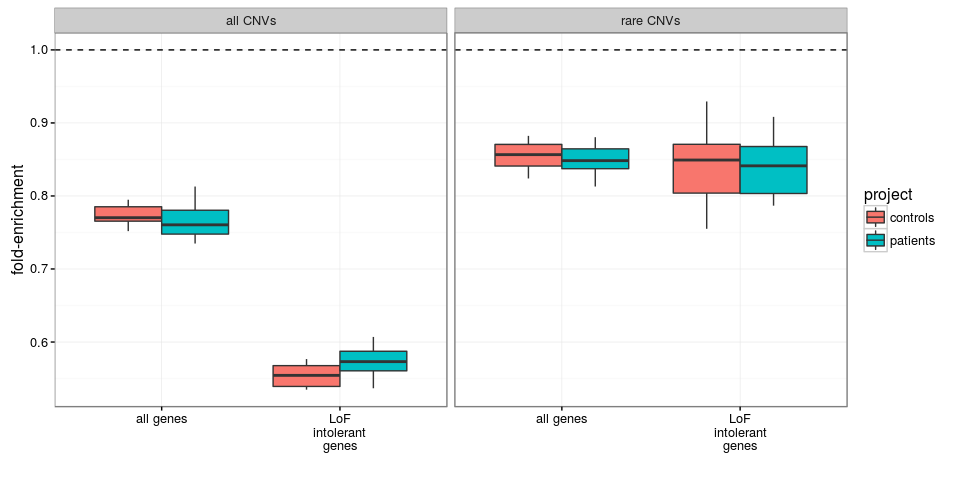 all CNVs
rare CNVs
fold-enrichment
1.0
0.9
0.8
0.7
0.6
all genes
LoF
intolerant
genes
all genes
LoF
intolerant
genes
project
controls
patients